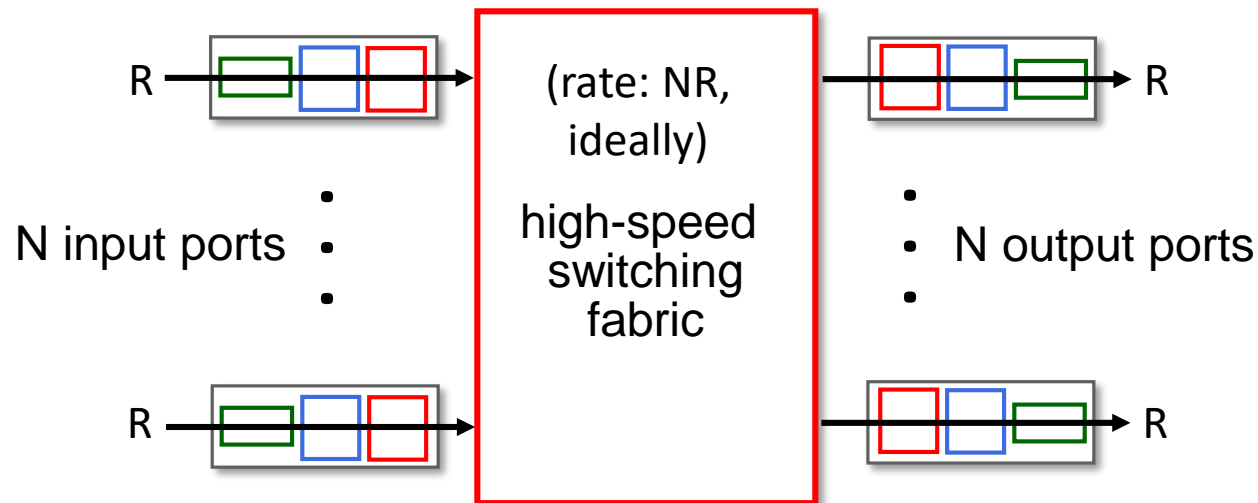 R
(rate: NR,
ideally)
R
N input ports
high-speed
switching
fabric
N output ports
R
R